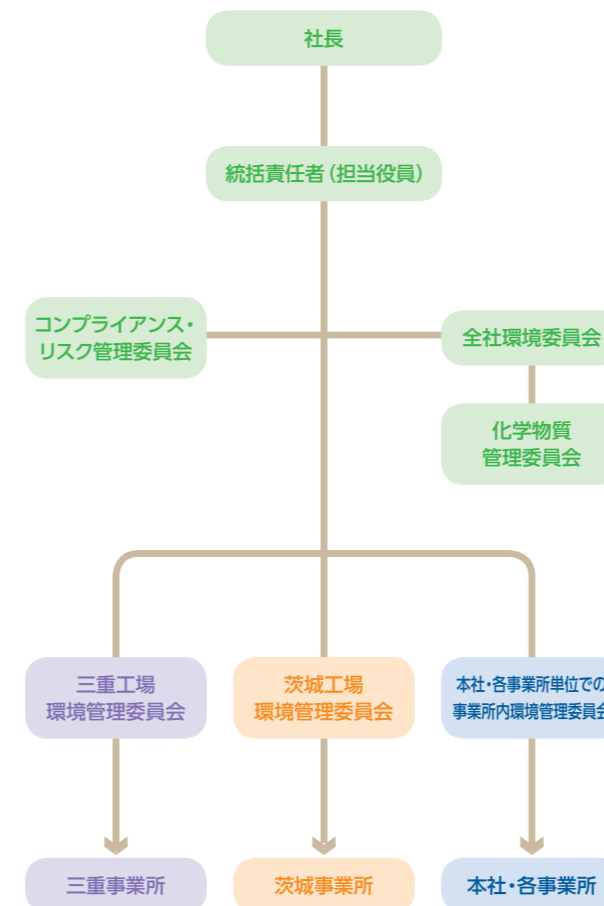 社長
統括責任者（担当役員）
コンプライアンス・
リスク管理委員会
全社環境委員会
化学物質
管理委員会
三重工場
環境管理委員会
茨城工場
環境管理委員会
本社・各事業所単位での
事業所内環境管理委員会
三重事業所
茨城事業所
本社・各事業所